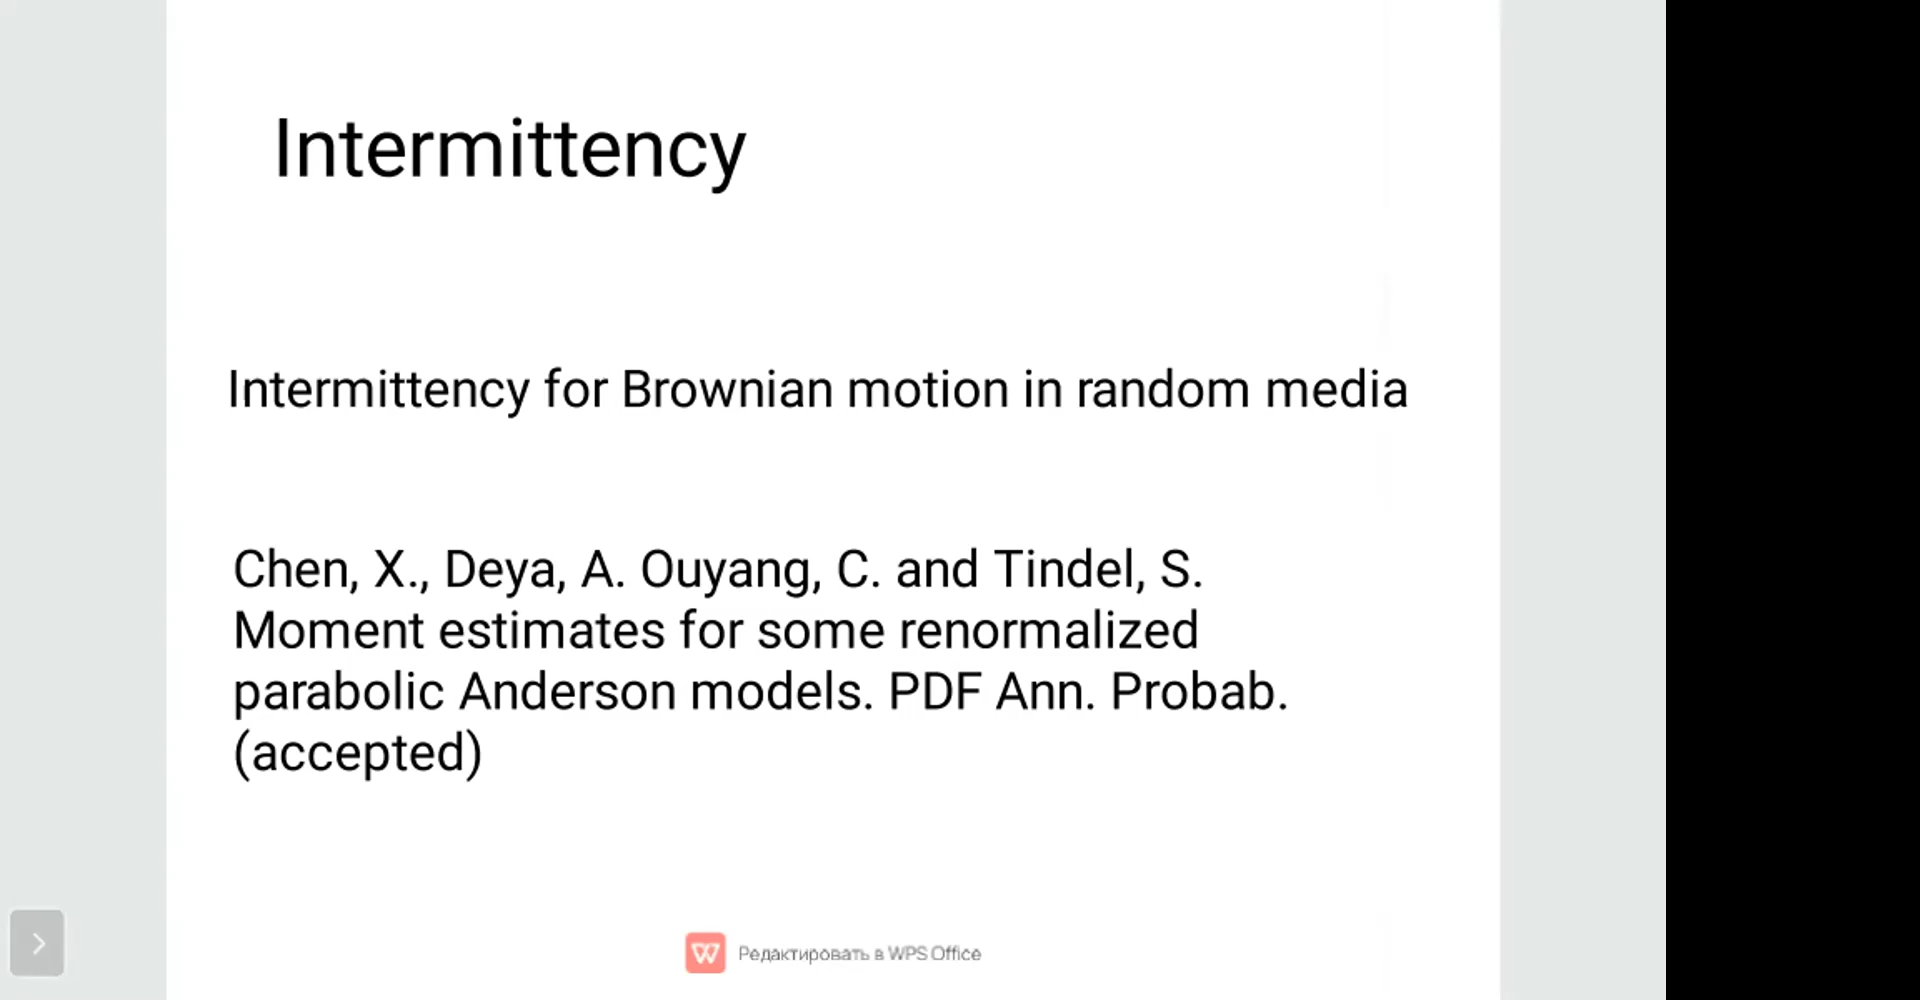 Intermittency
Intermittency for Brownian motion in random media
Chen, X., Deya, A. Ouyang, C. and Tindel, S.
Moment estimates for some renormalized
parabolic Anderson models. PDF Ann. Probab.
(accepted)
Редактировать в WPS Office